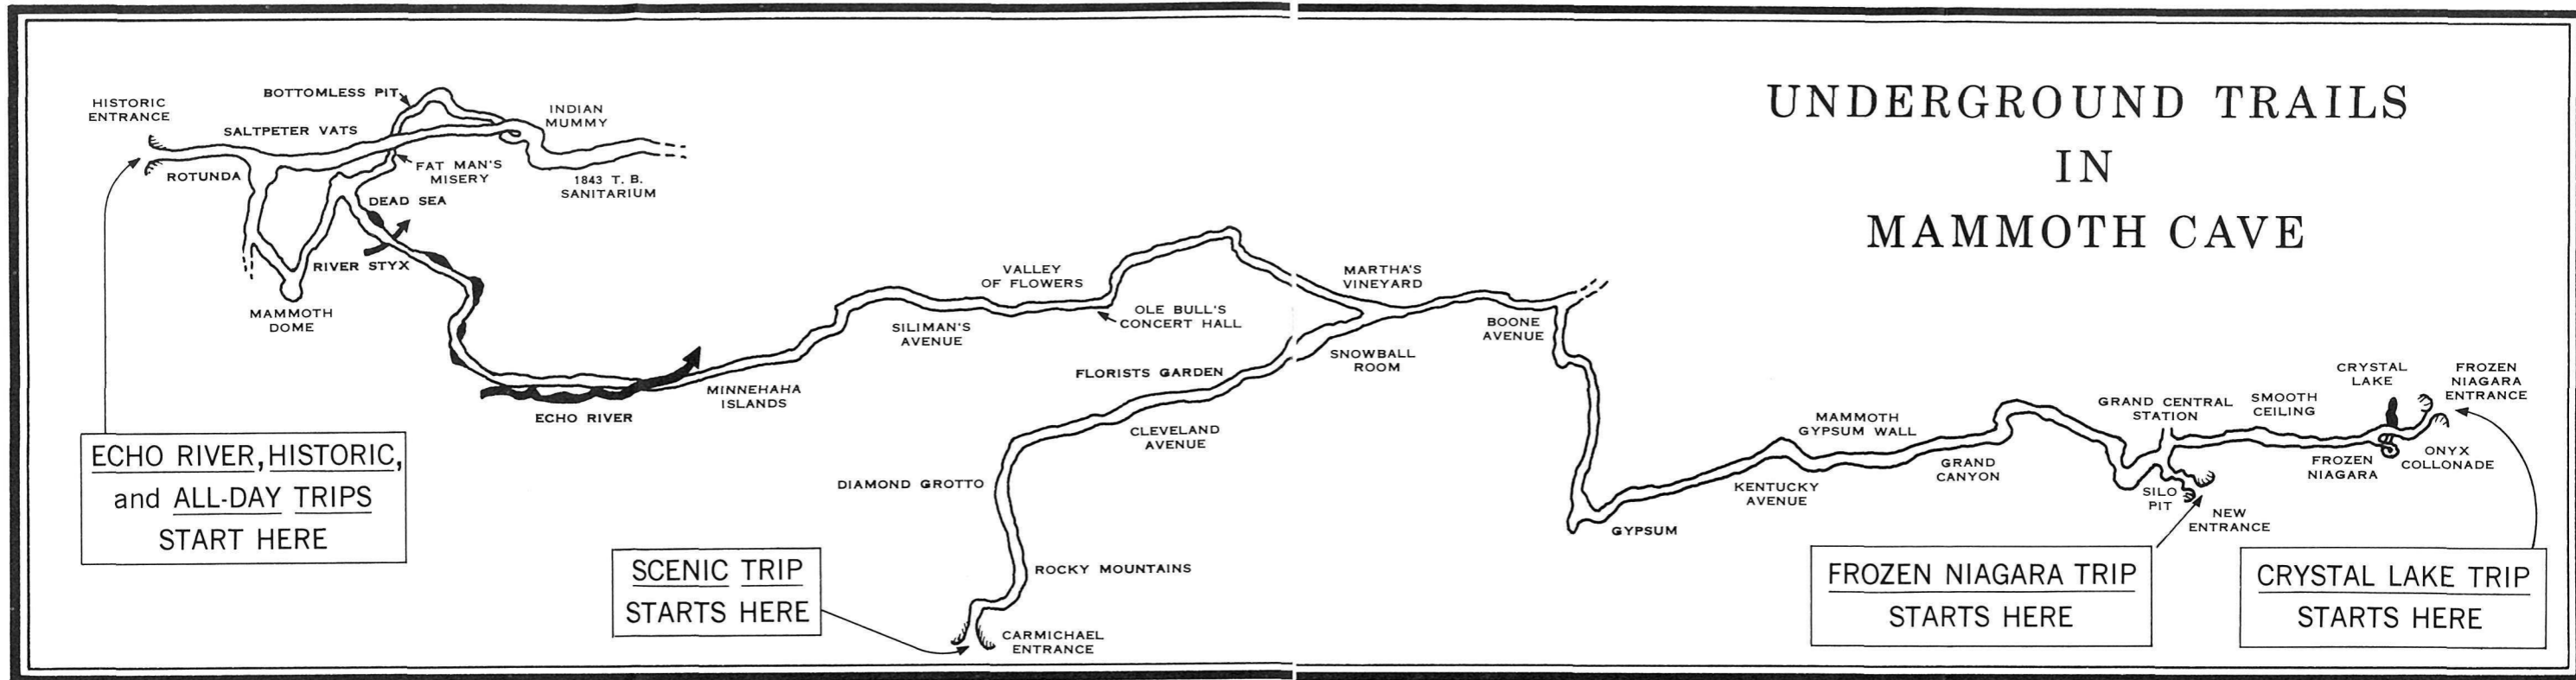 UNDERGROUND TRAILS
IN
MAMMOTH CAVE
HISTORIC
ENTRANCE
BOTTOMLESS PIT
SALTPETER VATS
INDIAN
MUMMY
ROTUNDA
FAT MAN'S
MISERY
1843 T. B.
SANITARIUM
DEAD SEA
RIVER STYX
MAMMOTH
DOME
ECHO RIVER
MINNEHAHA
ISLANDS
SILIMAN'S
AVENUE
VALLEY
OF FLOWERS
OLE BULL'S
CONCERT HALL
MARTHA'S
VINEYARD
BOONE
AVENUE
SNOWBALL
ROOM
FLORISTS GARDEN
CLEVELAND
AVENUE
DIAMOND GROTTO
ROCKY MOUNTAINS
CARMICHAEL
ENTRANCE
GYPSUM
KENTUCKY
AVENUE
MAMMOTH
GYPSUM WALL
GRAND
CANYON
GRAND CENTRAL
STATION
SILO
PIT
NEW
ENTRANCE
SMOOTH
CEILING
CRYSTAL
LAKE
FROZEN
NIAGARA
ENTRANCE
FROZEN
NIAGARA
ONYX
COLLONADE
ECHO RIVER, HISTORIC,
and ALL-DAY TRIPS
START HERE
SCENIC TRIP
STARTS HERE
FROZEN NIAGARA TRIP
STARTS HERE
CRYSTAL LAKE TRIP
STARTS HERE